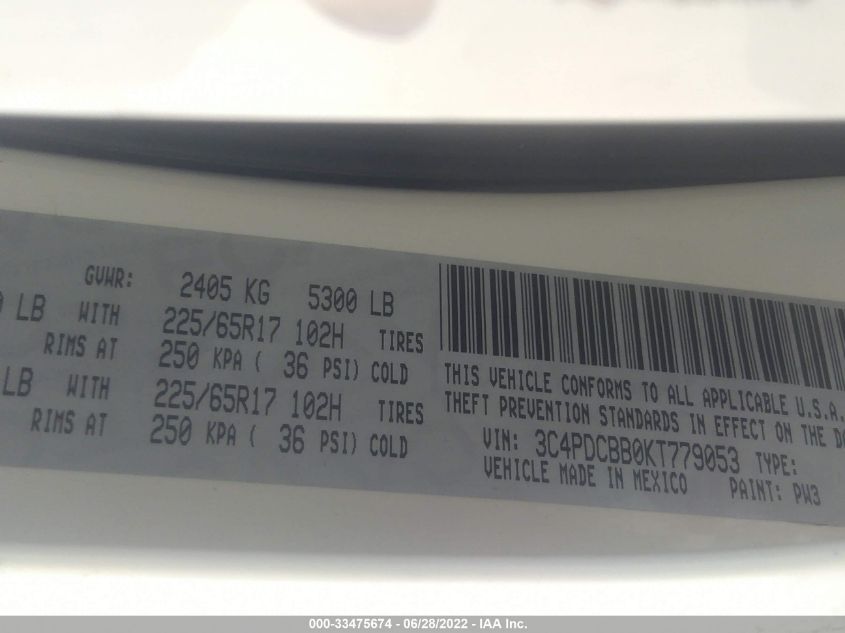 GVWR: 2405 KG 5300 LB
LB WITH 225/65R17 102H TIRES
RIMS AT 250 KPA ( 36 PSI) COLD
LB WITH 225/65R17 102H TIRES
RIMS AT 250 KPA ( 36 PSI) COLD
THIS VEHICLE CONFORMS TO ALL APPLICABLE U.S.A.
THEFT PREVENTION STANDARDS IN EFFECT ON THE
VIN: 3C4PDCBB0KT779053 TYPE:
VEHICLE MADE IN MEXICO PAINT: PW3
000-33475674 - 06/28/2022 - IAA Inc.